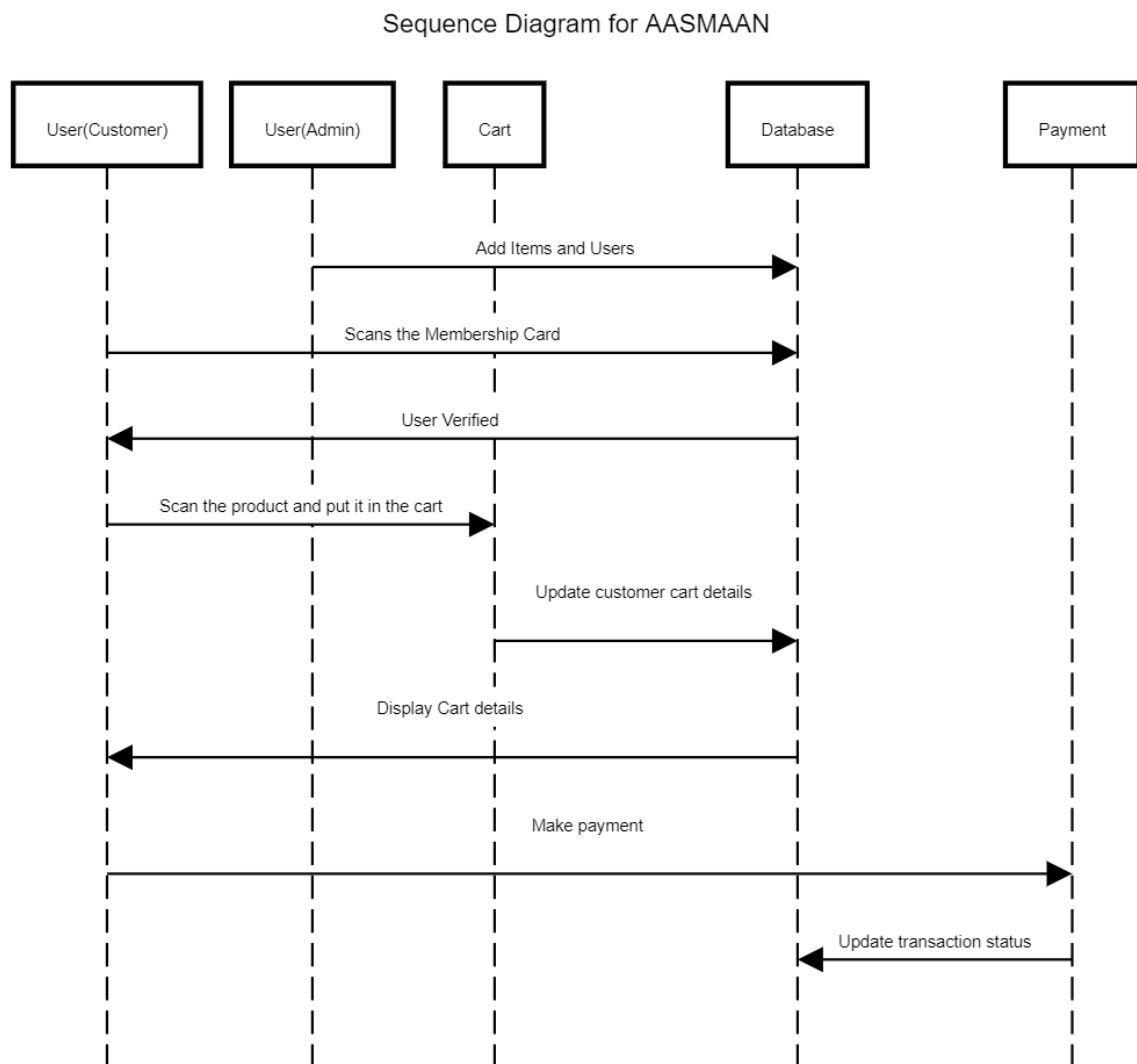 Sequence Diagram for AASMAAN
User(Customer)
User(Admin)
Cart
Database
Payment
Add Items and Users
Scans the Membership Card
User Verified
Scan the product and put it in the cart
Update customer cart details
Display Cart details
Make payment
Update transaction status